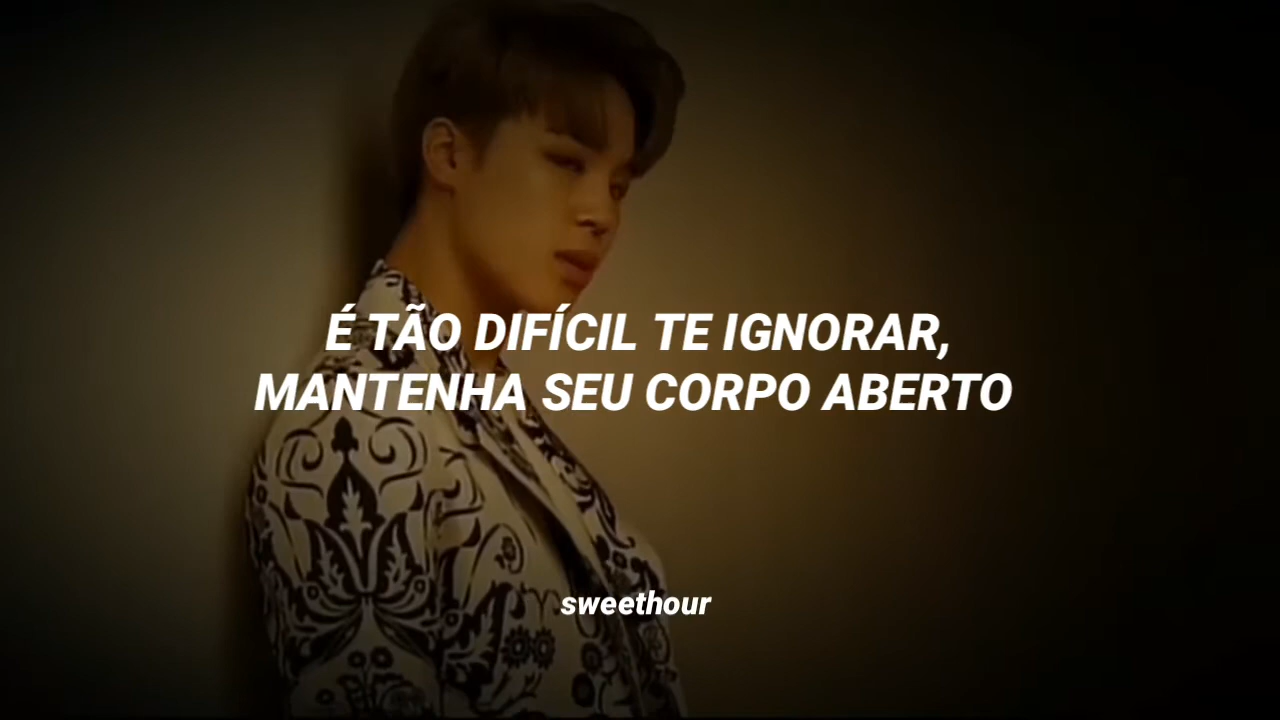 É TÃO DIFÍCIL TE IGNORAR,
MANTENHA SEU CORPO ABERTO
sweethour